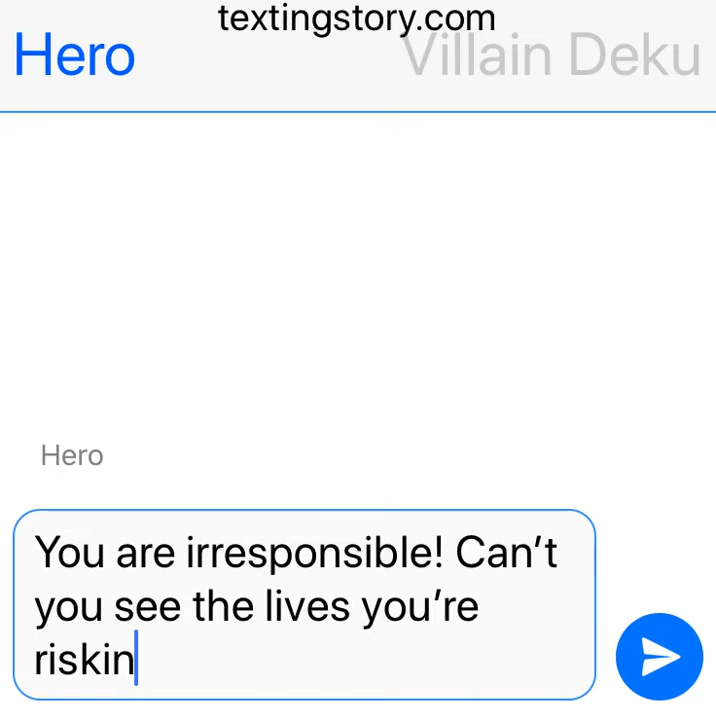 textingstory.com
Hero Villain Deku
Hero
You are irresponsible! Can’t
you see the lives you’re
riskin